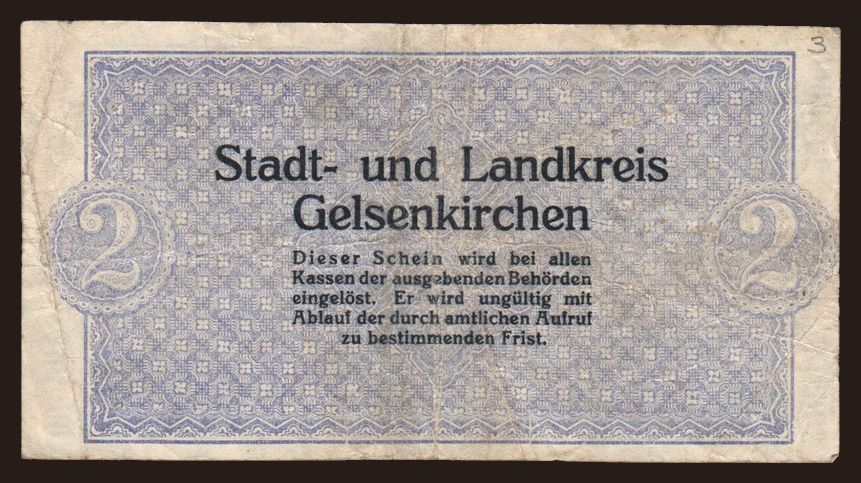 3
Stadt- und Landkreis
Gelsenkirchen
2
2
Dieser Schein wird bei allen
Kassen der ausgebenden Behörden
eingelöst. Er wird ungültig mit
Ablauf der durch amtlichen Aufruf
zu bestimmenden Frist.